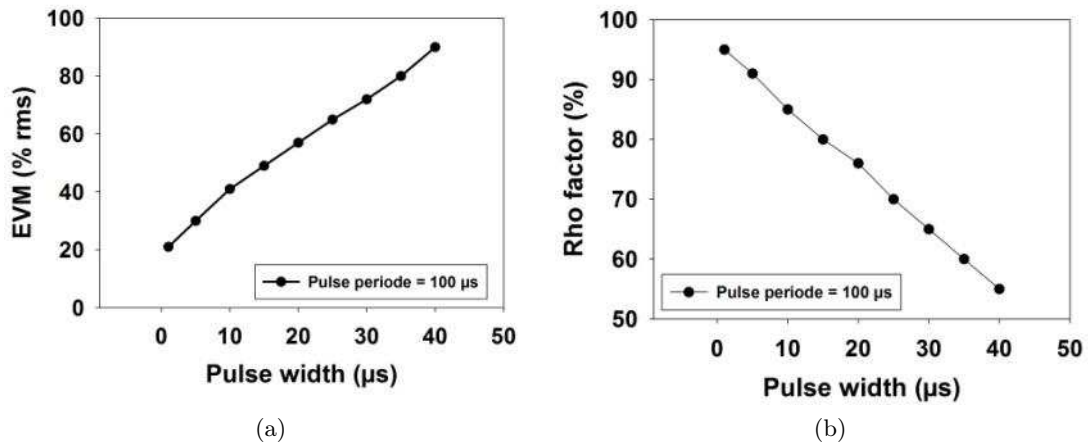 EVM (% rms)
100
80
60
40
20
0
Pulse periode = 100 µs
0 10 20 30 40 50
Pulse width (µs)
(a)
Rho factor (%)
100
95
90
80
70
60
50
Pulse periode = 100 µs
0 10 20 30 40 50
Pulse width (µs)
(b)